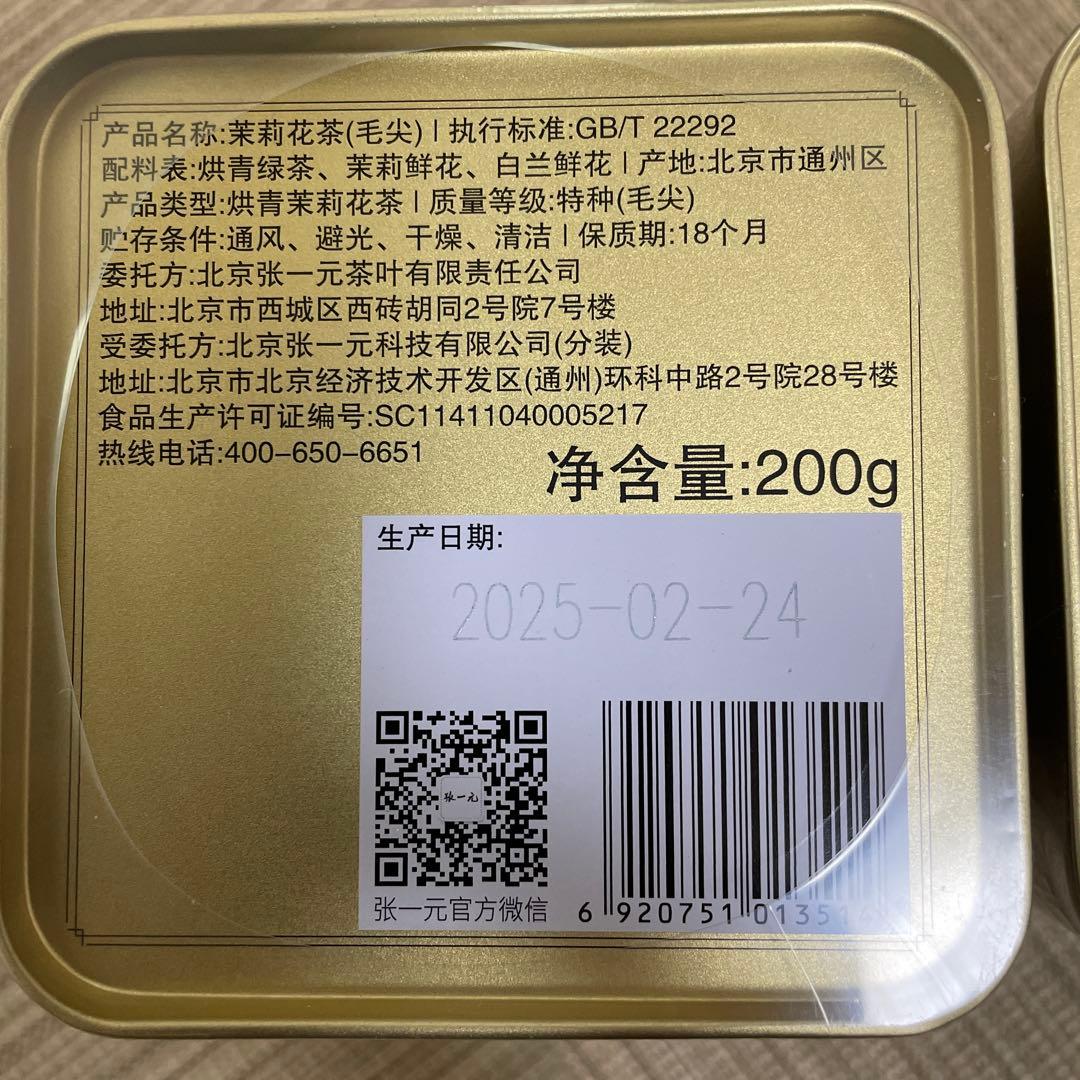 产品名称:茉莉花茶(毛尖) | 执行标准:GB/T 22292
配料表:烘青绿茶、茉莉鲜花、白兰鲜花 | 产地:北京市通州区
产品类型:烘青茉莉花茶 | 质量等级:特种(毛尖)
贮存条件:通风、避光、干燥、清洁 | 保质期:18个月
委托方:北京张一元茶叶有限责任公司
地址:北京市西城区西砖胡同2号院7号楼
受委托方:北京张一元科技有限公司(分装)
地址:北京市北京经济技术开发区(通州)环科中路2号院28号楼
食品生产许可证编号:SC11411040005217
热线电话:400-650-6651
净含量:200g
生产日期:
2025-02-24
张一元
张一元官方微信
6 920751 0135